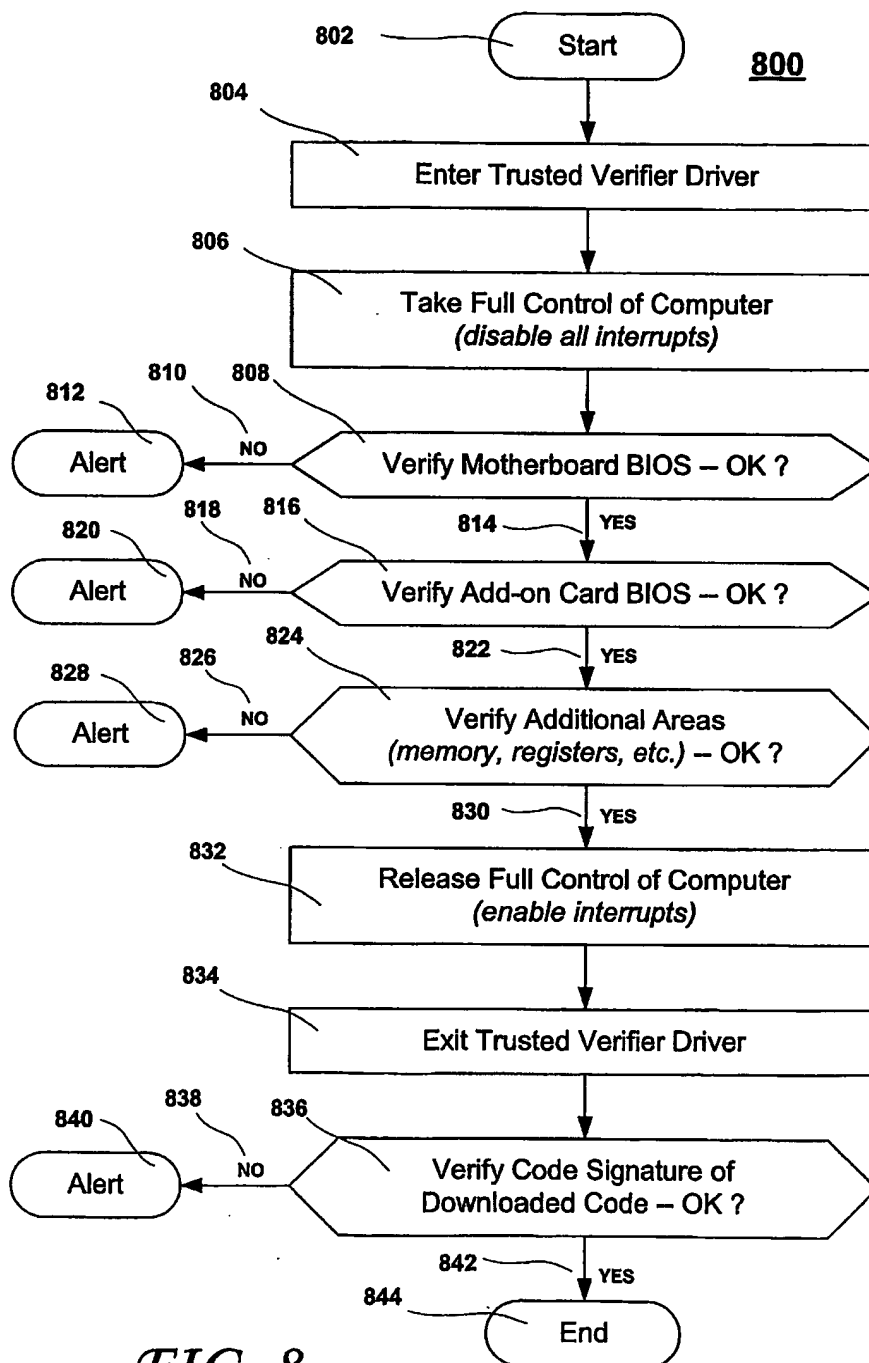 802
Start
800
804
Enter Trusted Verifier Driver
806
Take Full Control of Computer
(disable all interrupts)
810
808
812
NO
Alert
Verify Motherboard BIOS – OK ?
814
YES
818
816
820
NO
Alert
Verify Add-on Card BIOS – OK ?
822
YES
824
826
828
NO
Alert
Verify Additional Areas
(memory, registers, etc.) – OK ?
830
YES
832
Release Full Control of Computer
(enable interrupts)
834
Exit Trusted Verifier Driver
838
836
840
NO
Alert
Verify Code Signature of
Downloaded Code – OK ?
842
YES
844
End
FIG. 8